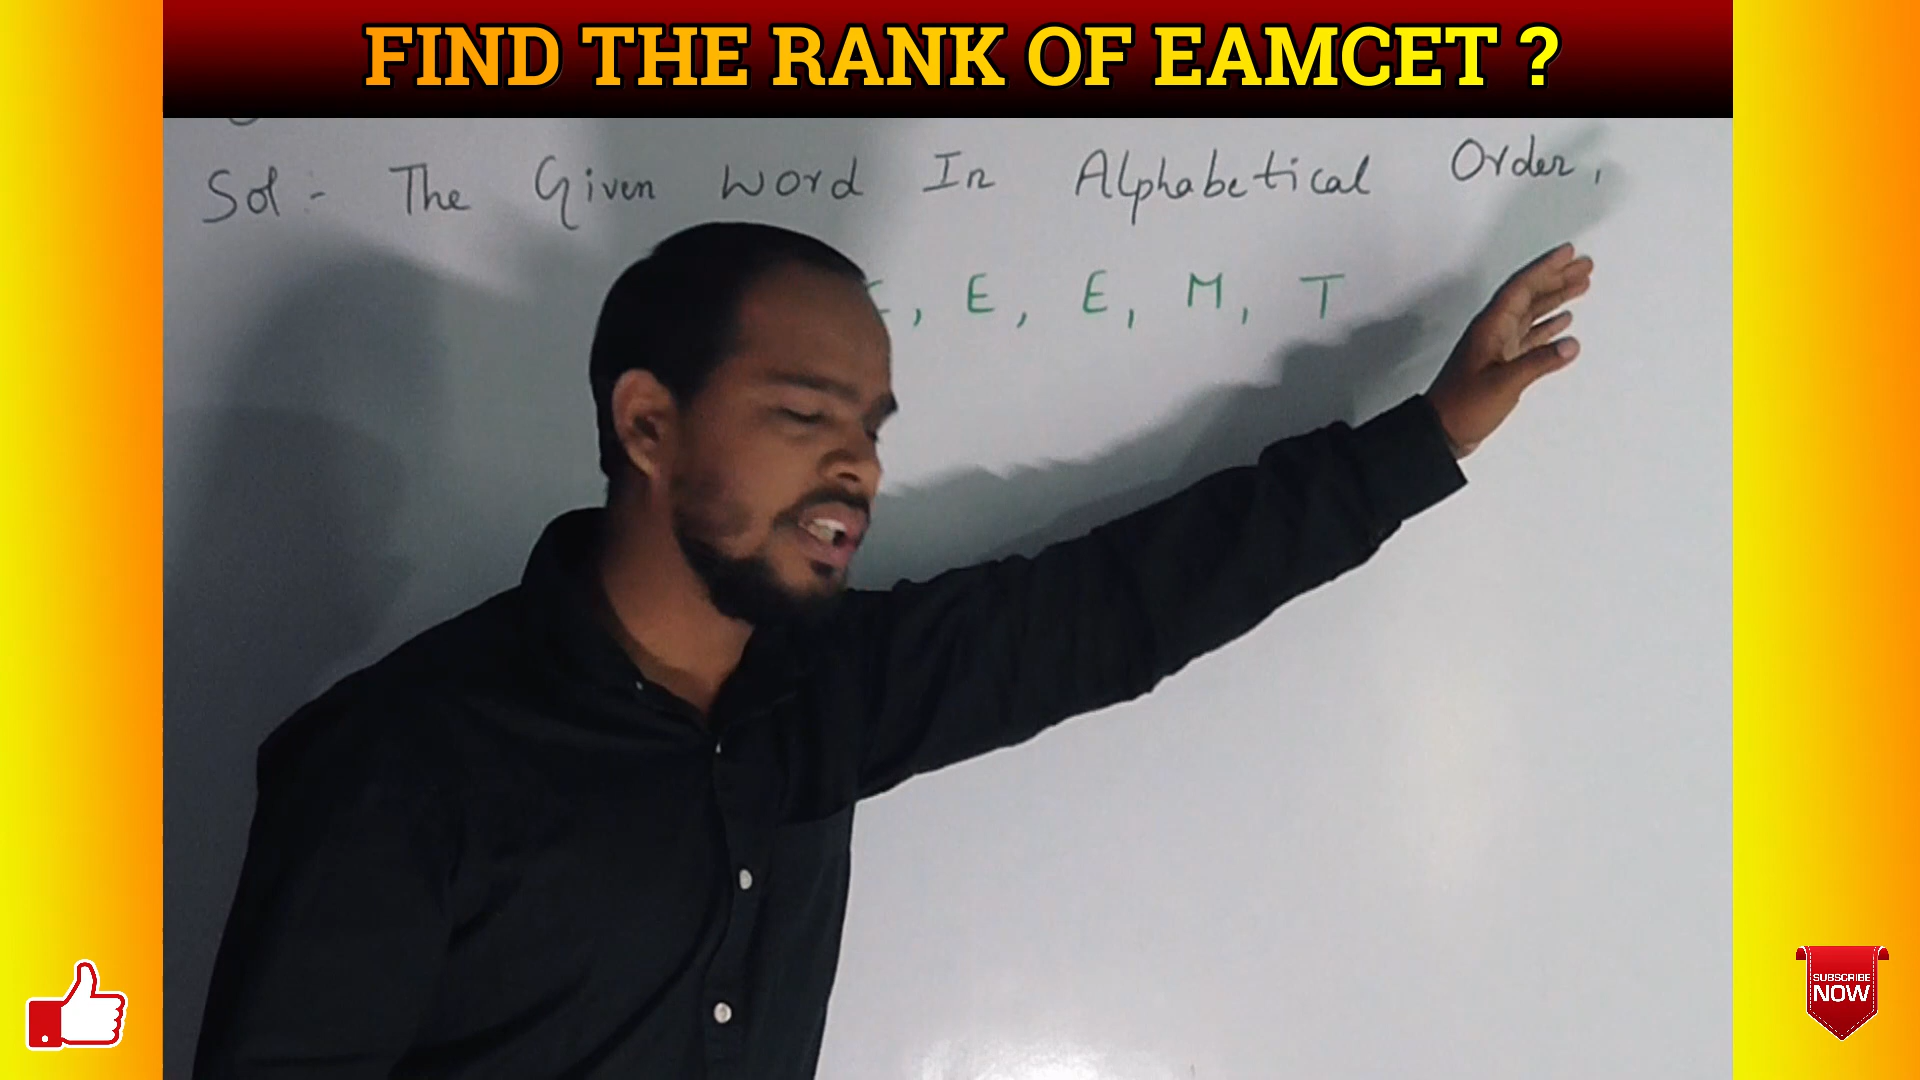 FIND THE RANK OF EAMCET ?
Sol :- The Given Word In Alphabetical Order,
, E, E, M, T
SUBSCRIBE
NOW